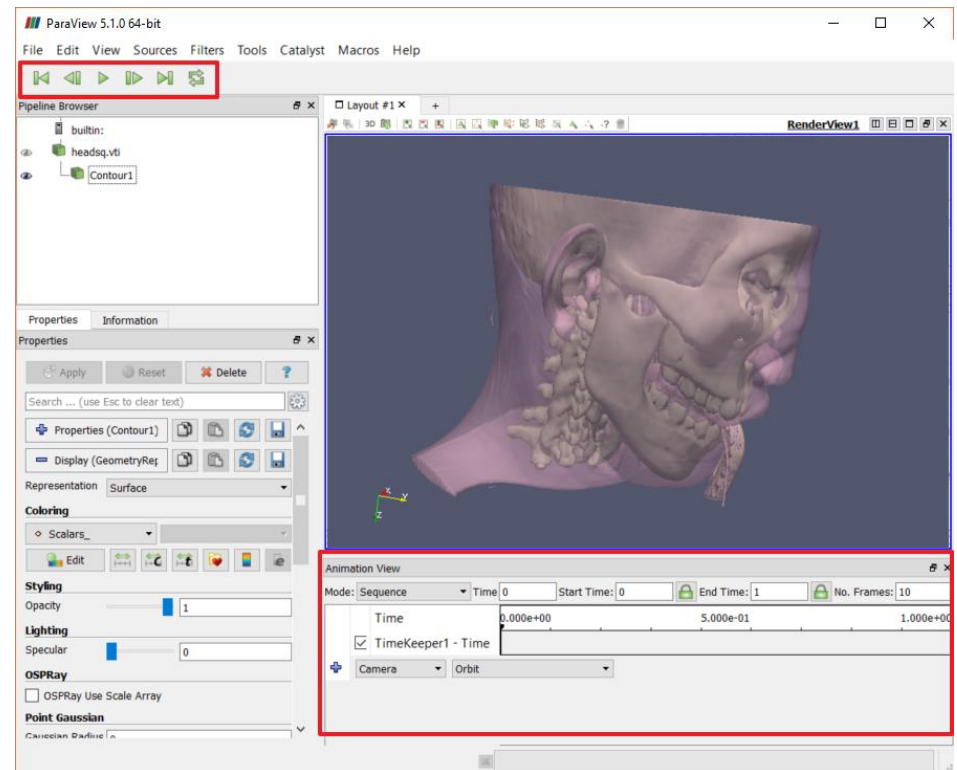 ParaView 5.1.0 64-bit
File Edit View Sources Filters Tools Catalyst Macros Help
Pipeline Browser
builtin:
headsq.vti
Contour1
Properties Information
Properties
Apply Reset Delete ?
Search ... (use Esc to clear text)
Properties (Contour1)
Display (GeometryRep
Representation Surface
Coloring
Scalars_
Edit
Styling
Opacity 1
Lighting
Specular 0
OSPRay
OSPRay Use Scale Array
Point Gaussian
Gaussian Radius 0
Layout #1 × +
3D RenderView1
X Y
Z
Animation View
Mode: Sequence Time 0 Start Time: 0 End Time: 1 No. Frames: 10
Time 0.000e+00 5.000e-01 1.000e+00
TimeKeeper1 - Time
Camera Orbit